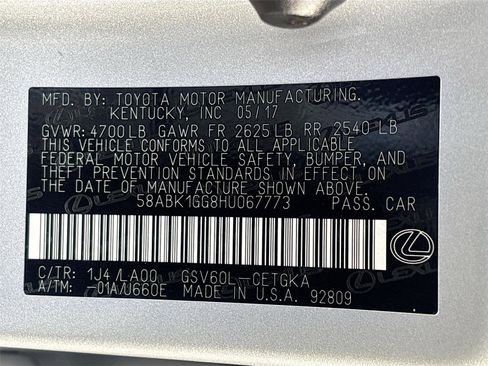 MFD. BY: TOYOTA MOTOR MANUFACTURING.
KENTUCKY, INC 05/17
GVWR: 4700LB GAWR FR 2625LB RR 2540 LB
THIS VEHICLE CONFORMS TO ALL APPLICABLE
FEDERAL MOTOR VEHICLE SAFETY, BUMPER, AND
THEFT PREVENTION STANDARDS IN EFFECT ON
THE DATE OF MANUFACTURE SHOWN ABOVE.
58ABK1GG8HU067773 PASS. CAR
C/TR: 1J4 /LA00 GSV60L-CETGKA
A/TM: -01A/U660E MADE IN U.S.A. 92809
LEXUS